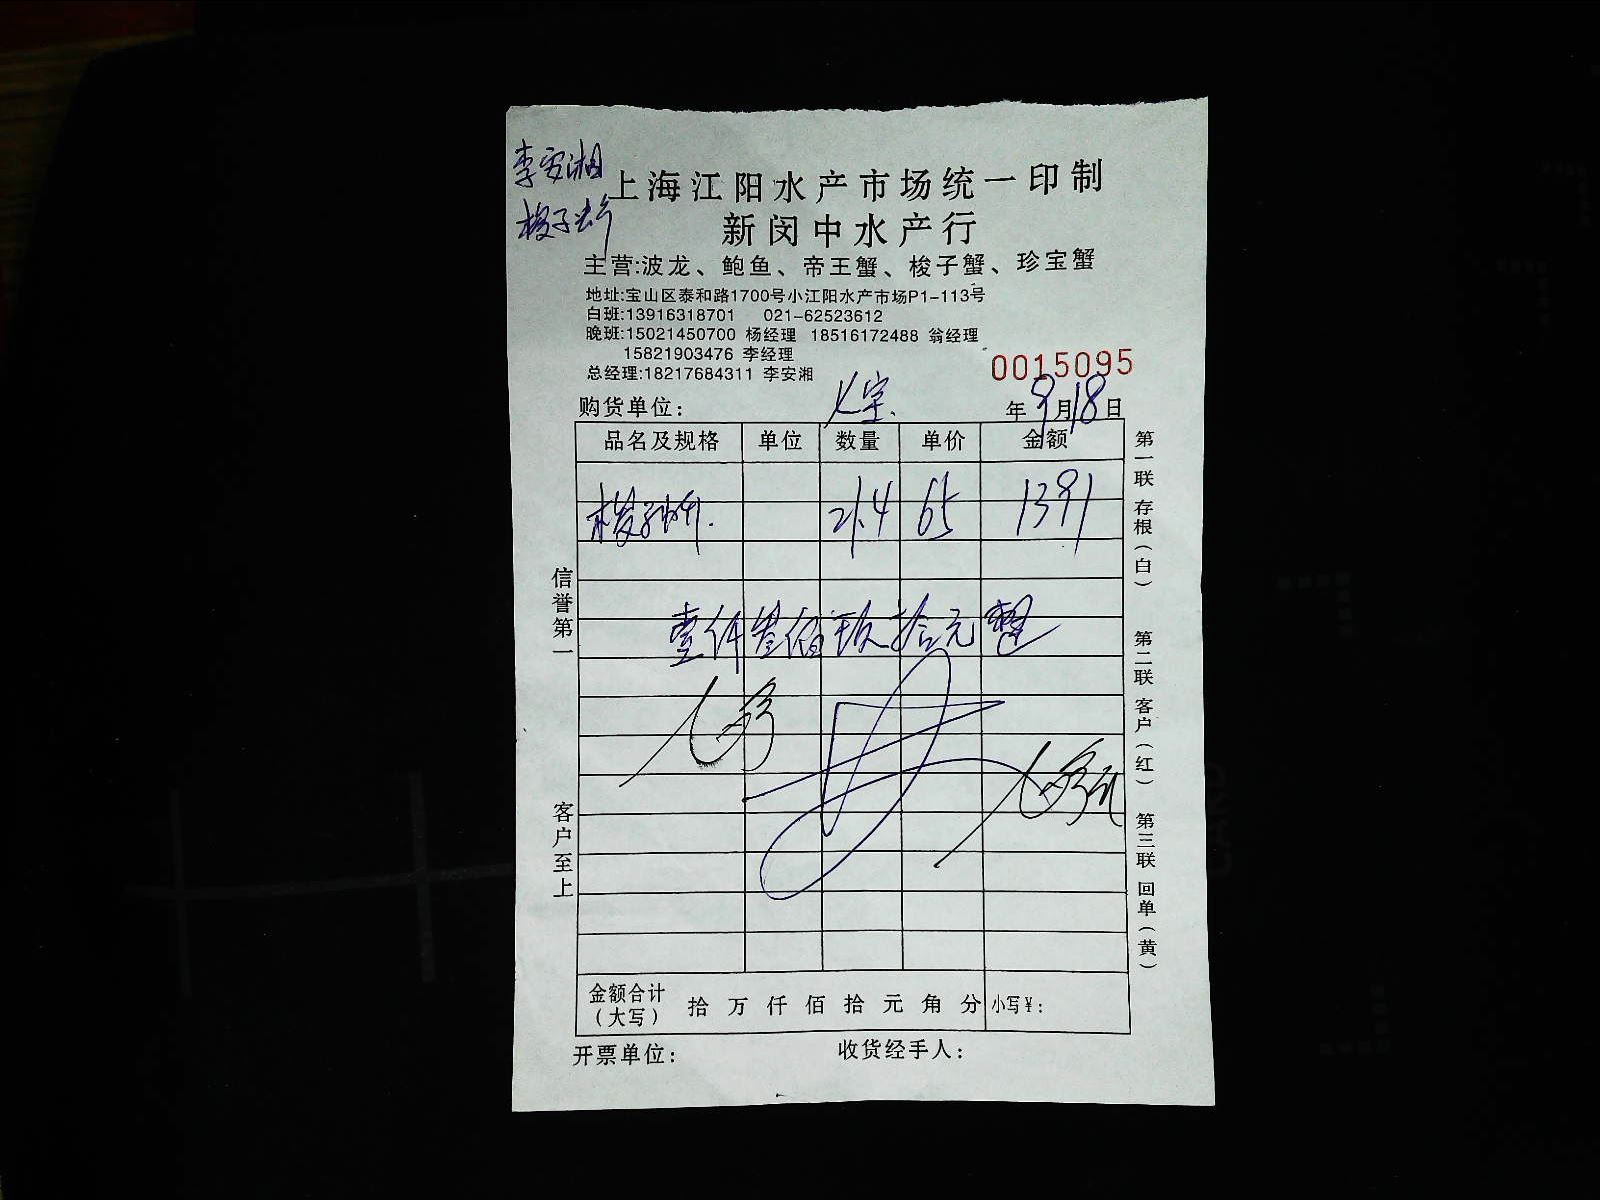 李安湘
梭子蟹
上海江阳水产市场统一印制
新闵中水产行
主营:波龙、鲍鱼、帝王蟹、梭子蟹、珍宝蟹
地址:宝山区泰和路1700号小江阳水产市场P1-113号
白班:13916318701 021-62523612
晚班:15021450700 杨经理 18516172488 翁经理
15821903476 李经理
0015095
总经理:18217684311 李安湘
购货单位: 年9月18日
品名及规格 单位 数量 单价 金额
梭子蟹 21.4 65 1391
壹仟叁佰玖拾元整
金额合计(大写) 拾 万 仟 佰 拾 元 角 分 小写¥:
开票单位: 收货经手人:
信誉第一
客户至上
第一联 存根(白)
第二联 客户(红)
第三联 回单(黄)